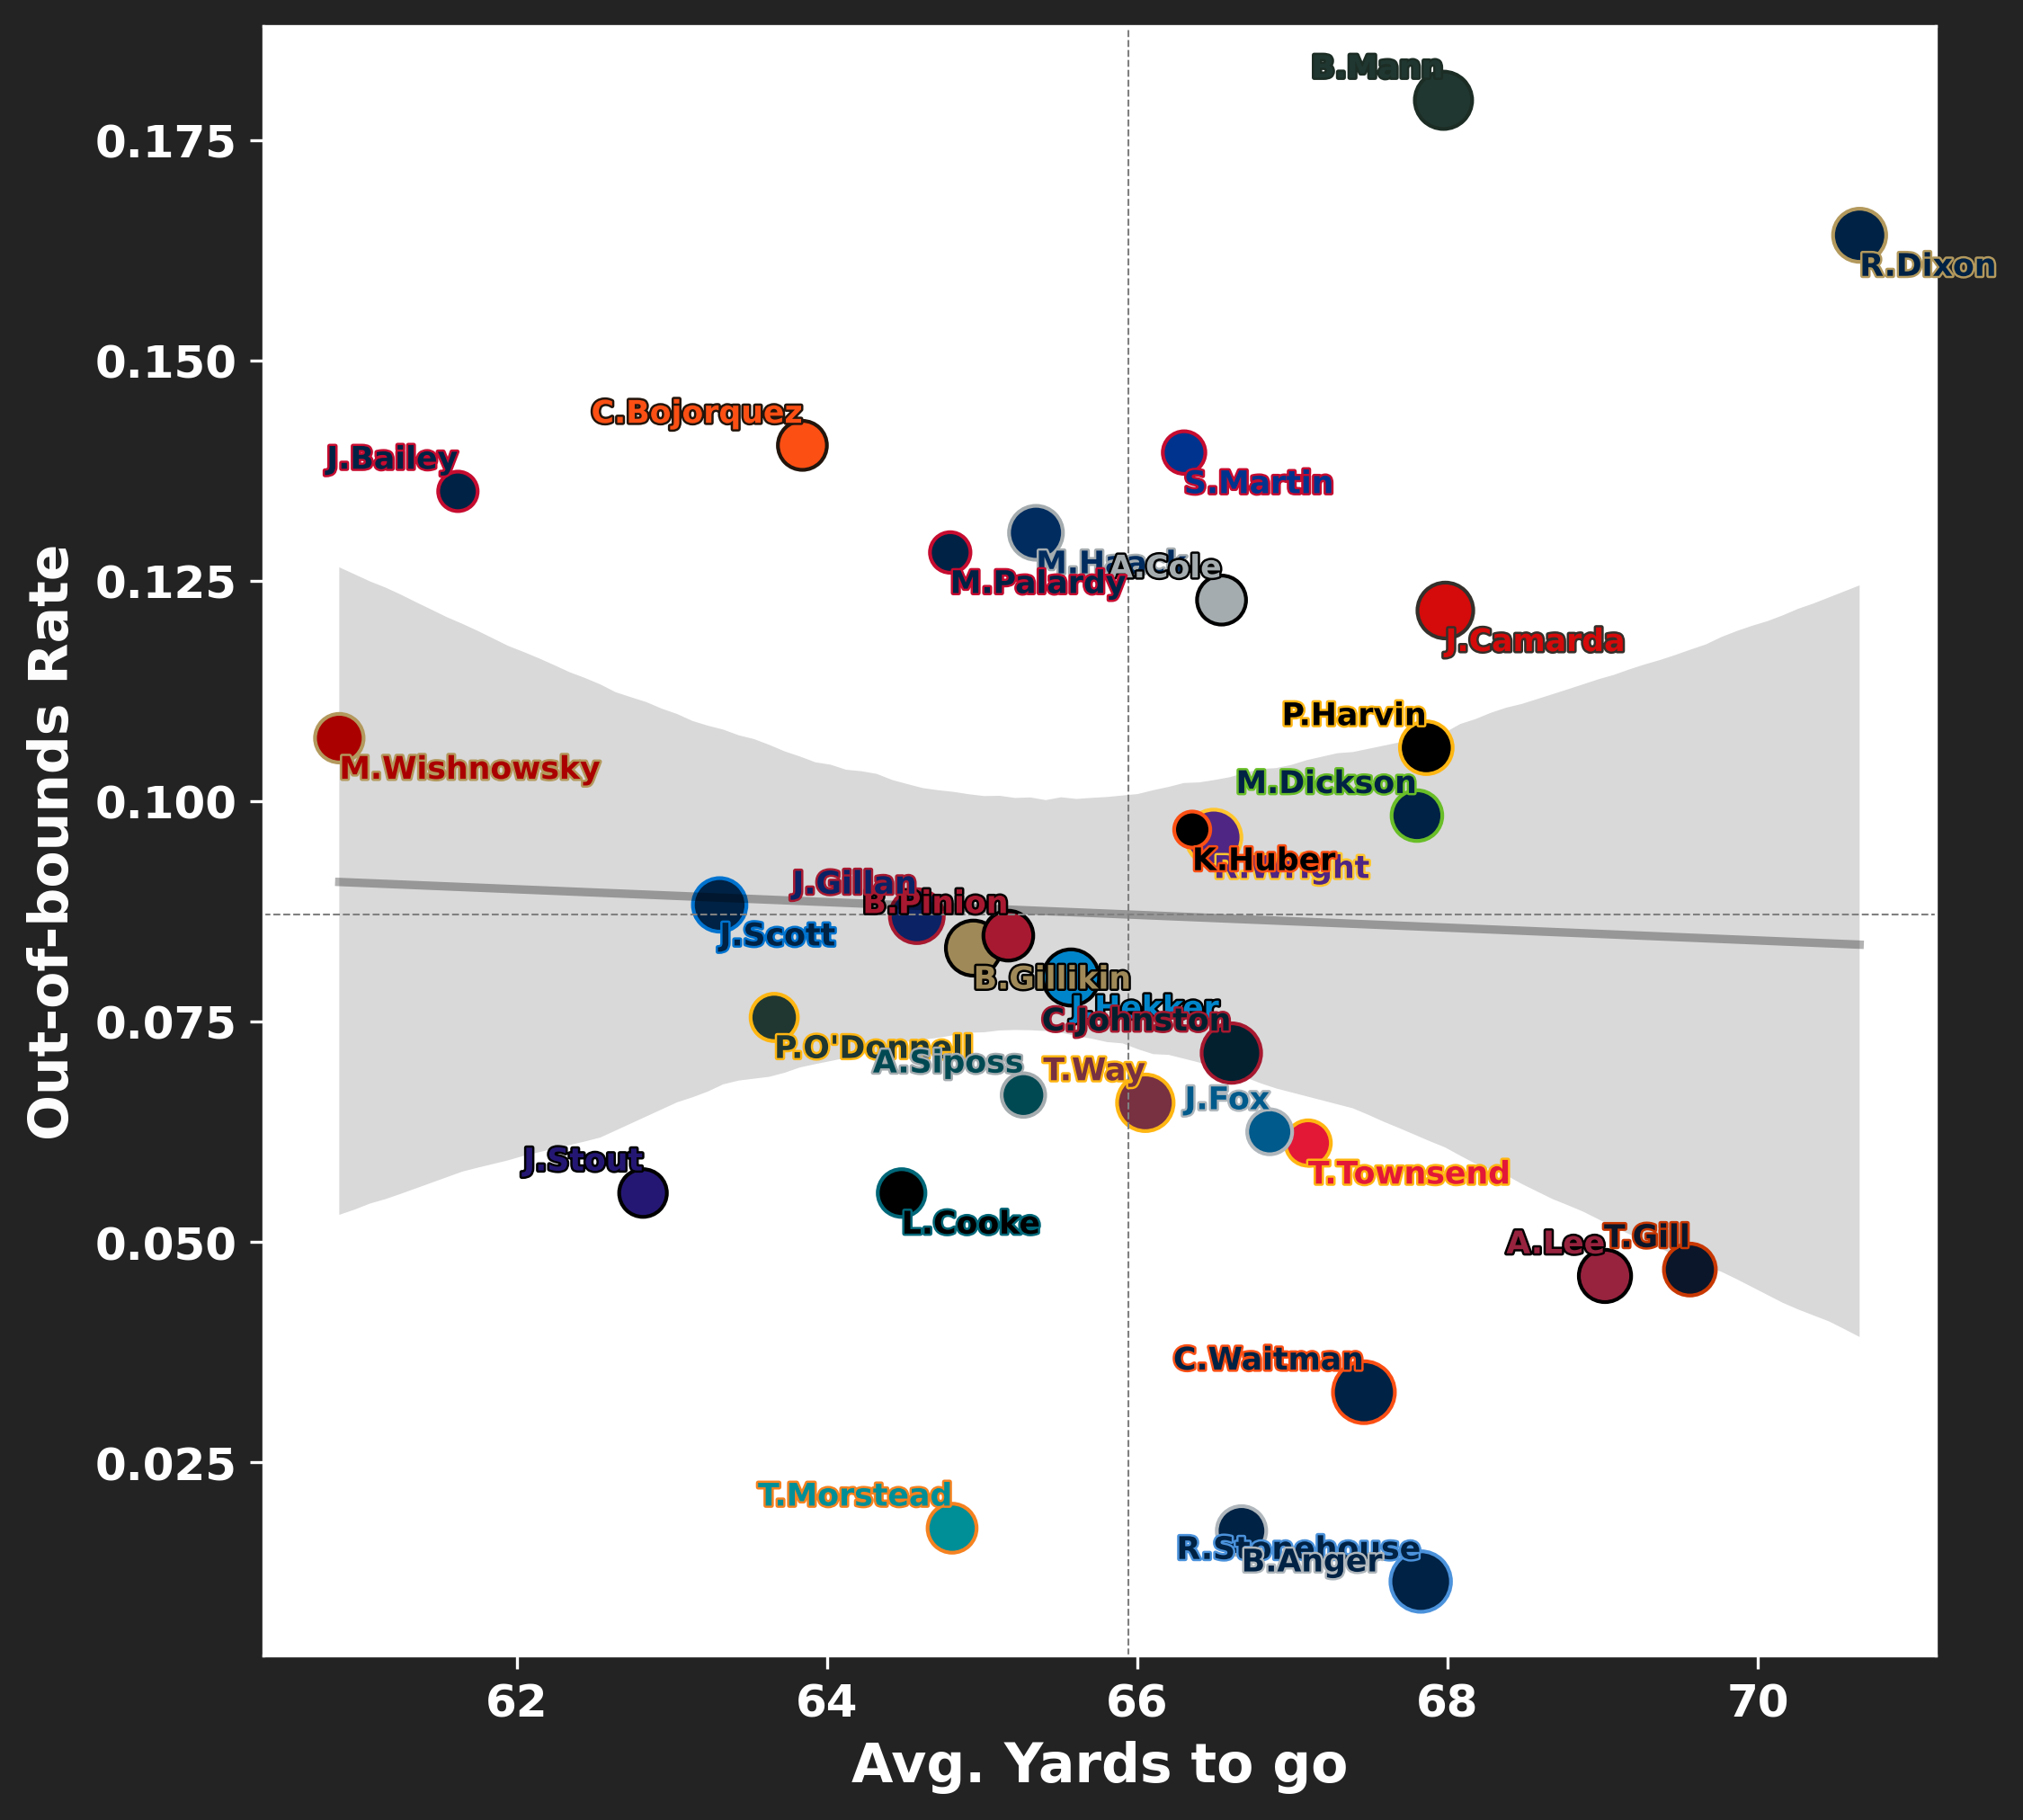 B.Mann
0.175
R.Dixon
0.150
C.Bojorquez
J.Bailey
S.Martin
M.Haack
A.Cole
M.Palardy
0.125
J.Camarda
P.Harvin
M.Wishnowsky
M.Dickson
0.100
K.Huber
R.Wright
J.Gillan
B.Pinion
J.Scott
B.Gillikin
J.Hekker
C.Johnston
0.075
P.O'Donnell
A.Siposs
T.Way
J.Fox
J.Stout
T.Townsend
L.Cooke
T.Gill
A.Lee
0.050
C.Waitman
0.025
T.Morstead
R.Stonehouse
B.Anger
Out-of-bounds Rate
62 64 66 68 70
Avg. Yards to go